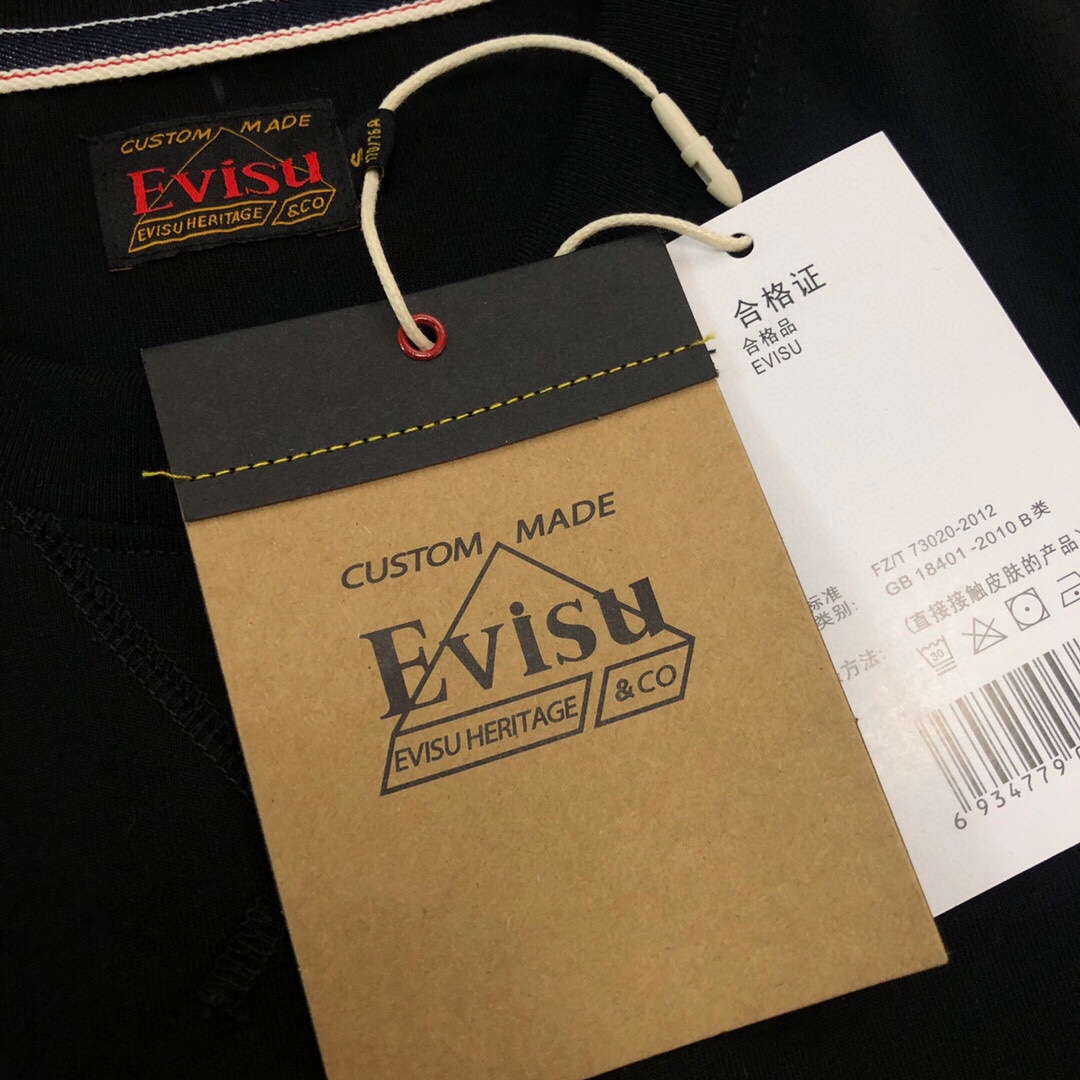 CUSTOM MADE
Evisu
EVISU HERITAGE &CO
S
170/76A
CUSTOM MADE
Evisu
EVISU HERITAGE &CO
合格证
合格品
EVISU
标准
FZ/T 73020-2012
类别:
GB 18401-2010 B类
(直接接触皮肤的产品)
方法:
30
6 934779